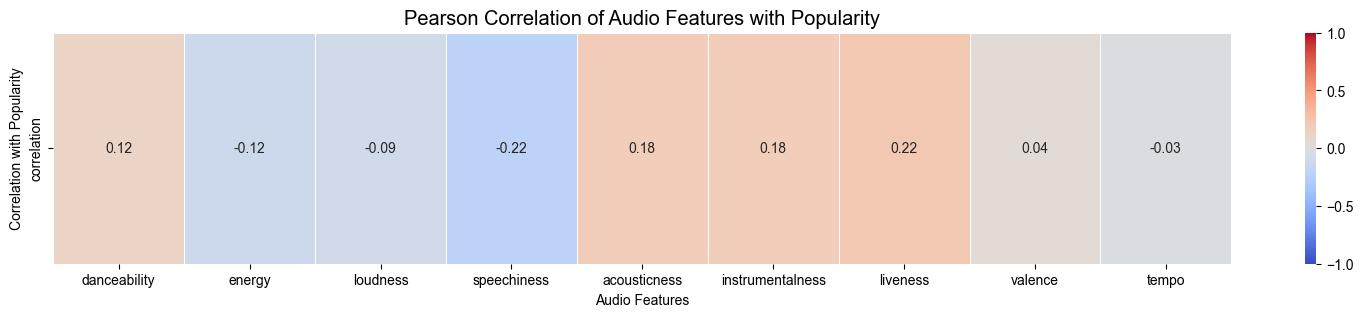 Pearson Correlation of Audio Features with Popularity
Correlation with Popularity
correlation
0.12 -0.12 -0.09 -0.22 0.18 0.18 0.22 0.04 -0.03
danceability energy loudness speechiness acousticness instrumentalness liveness valence tempo
Audio Features
1.0
0.5
0.0
−0.5
−1.0